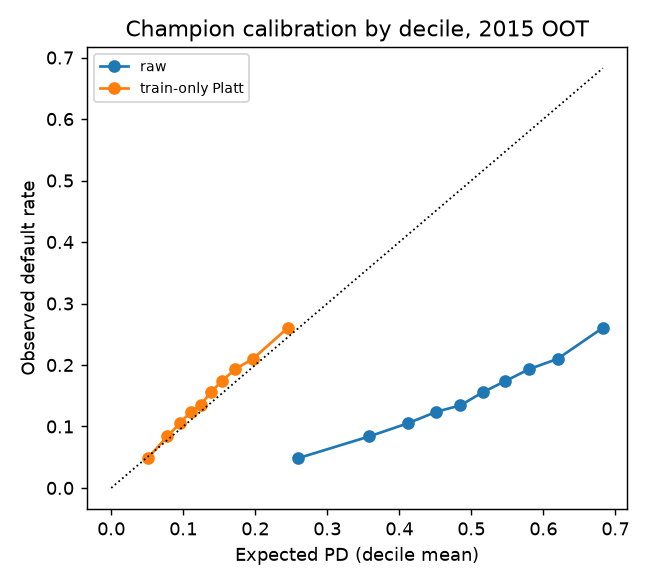 Champion calibration by decile, 2015 OOT
raw
train-only Platt
Observed default rate
0.7
0.6
0.5
0.4
0.3
0.2
0.1
0.0
0.0 0.1 0.2 0.3 0.4 0.5 0.6 0.7
Expected PD (decile mean)